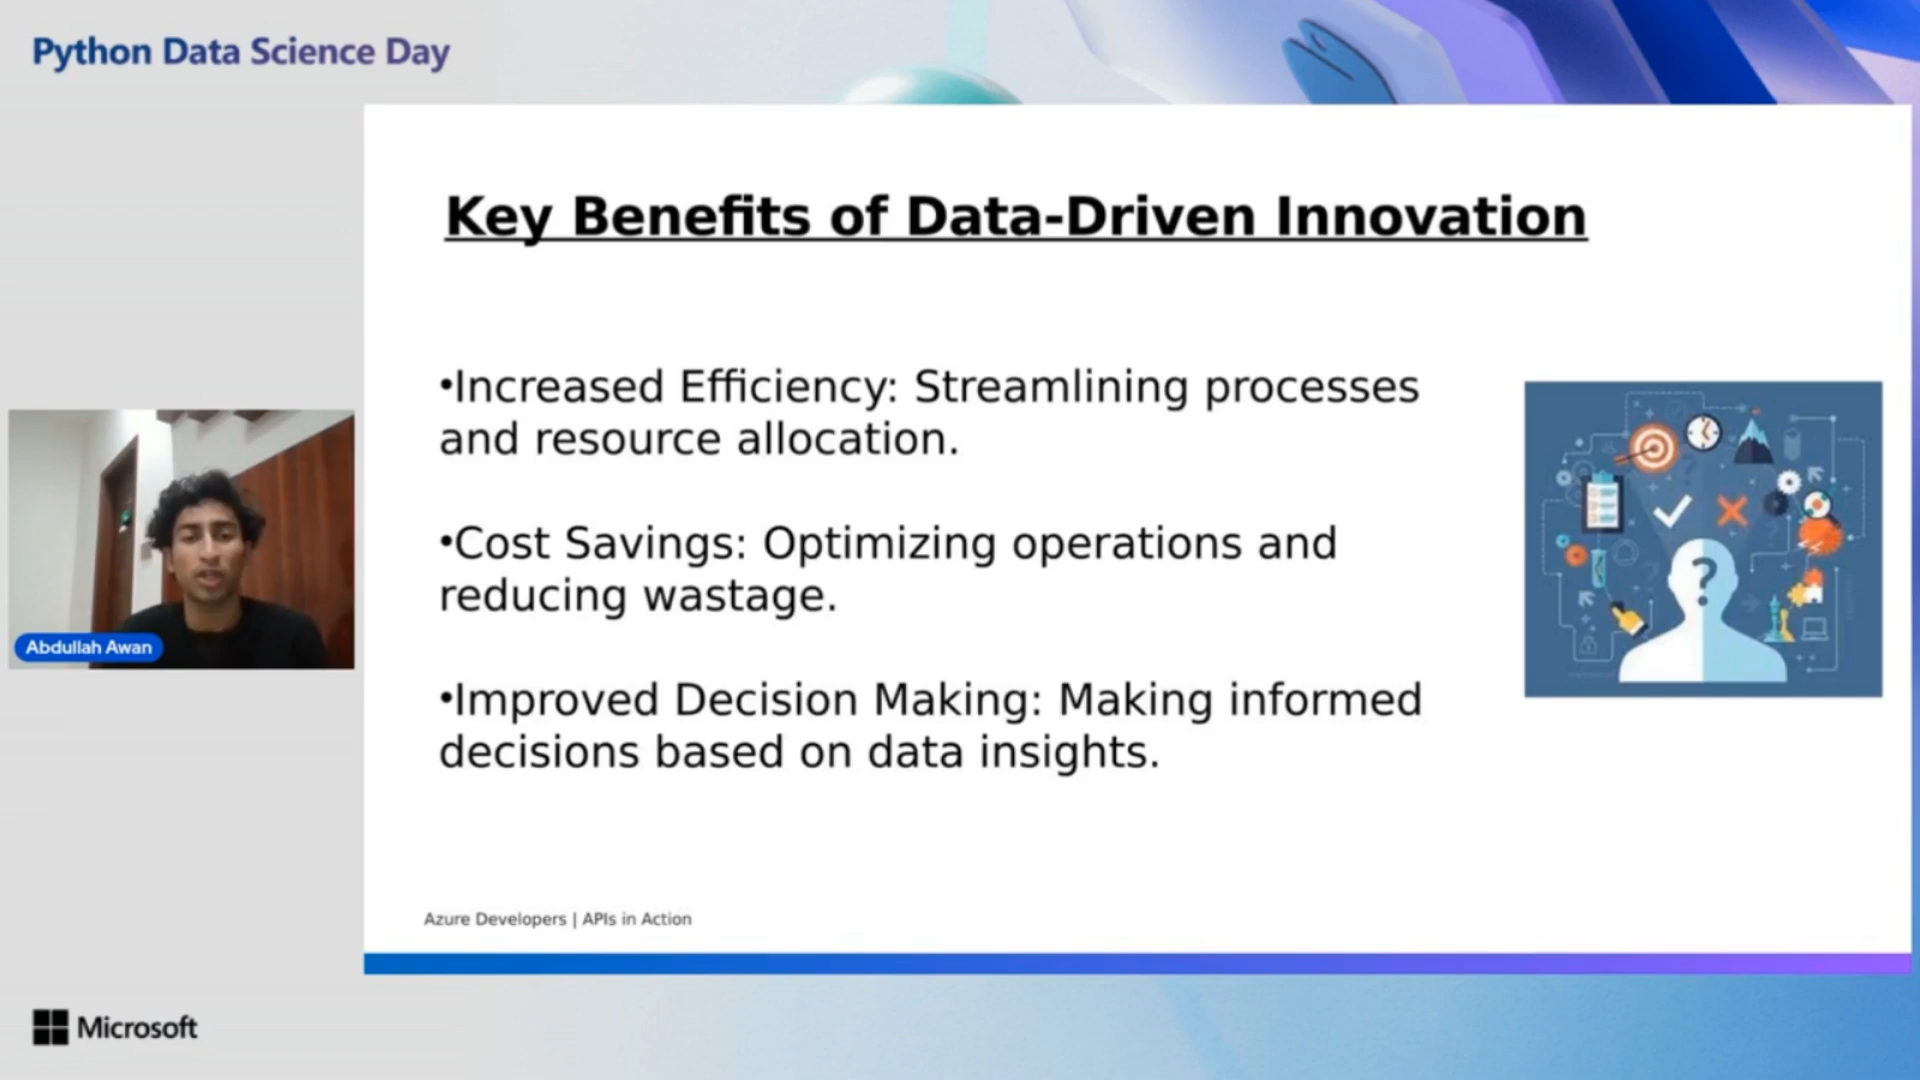 Python Data Science Day
Key Benefits of Data-Driven Innovation
•Increased Efficiency: Streamlining processes
and resource allocation.
•Cost Savings: Optimizing operations and
reducing wastage.
•Improved Decision Making: Making informed
decisions based on data insights.
?
Abdullah Awan
Azure Developers | APIs in Action
Microsoft